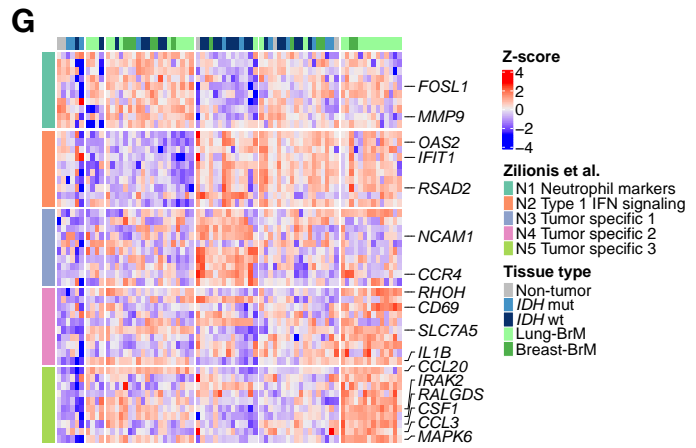 G
Z-score
4
2
0
−2
−4
FOSL1
MMP9
OAS2
IFIT1
RSAD2
NCAM1
CCR4
RHOH
CD69
SLC7A5
IL1B
CCL20
IRAK2
RALGDS
CSF1
CCL3
MAPK6
Zilionis et al.
N1 Neutrophil markers
N2 Type 1 IFN signaling
N3 Tumor specific 1
N4 Tumor specific 2
N5 Tumor specific 3
Tissue type
Non-tumor
IDH mut
IDH wt
Lung-BrM
Breast-BrM